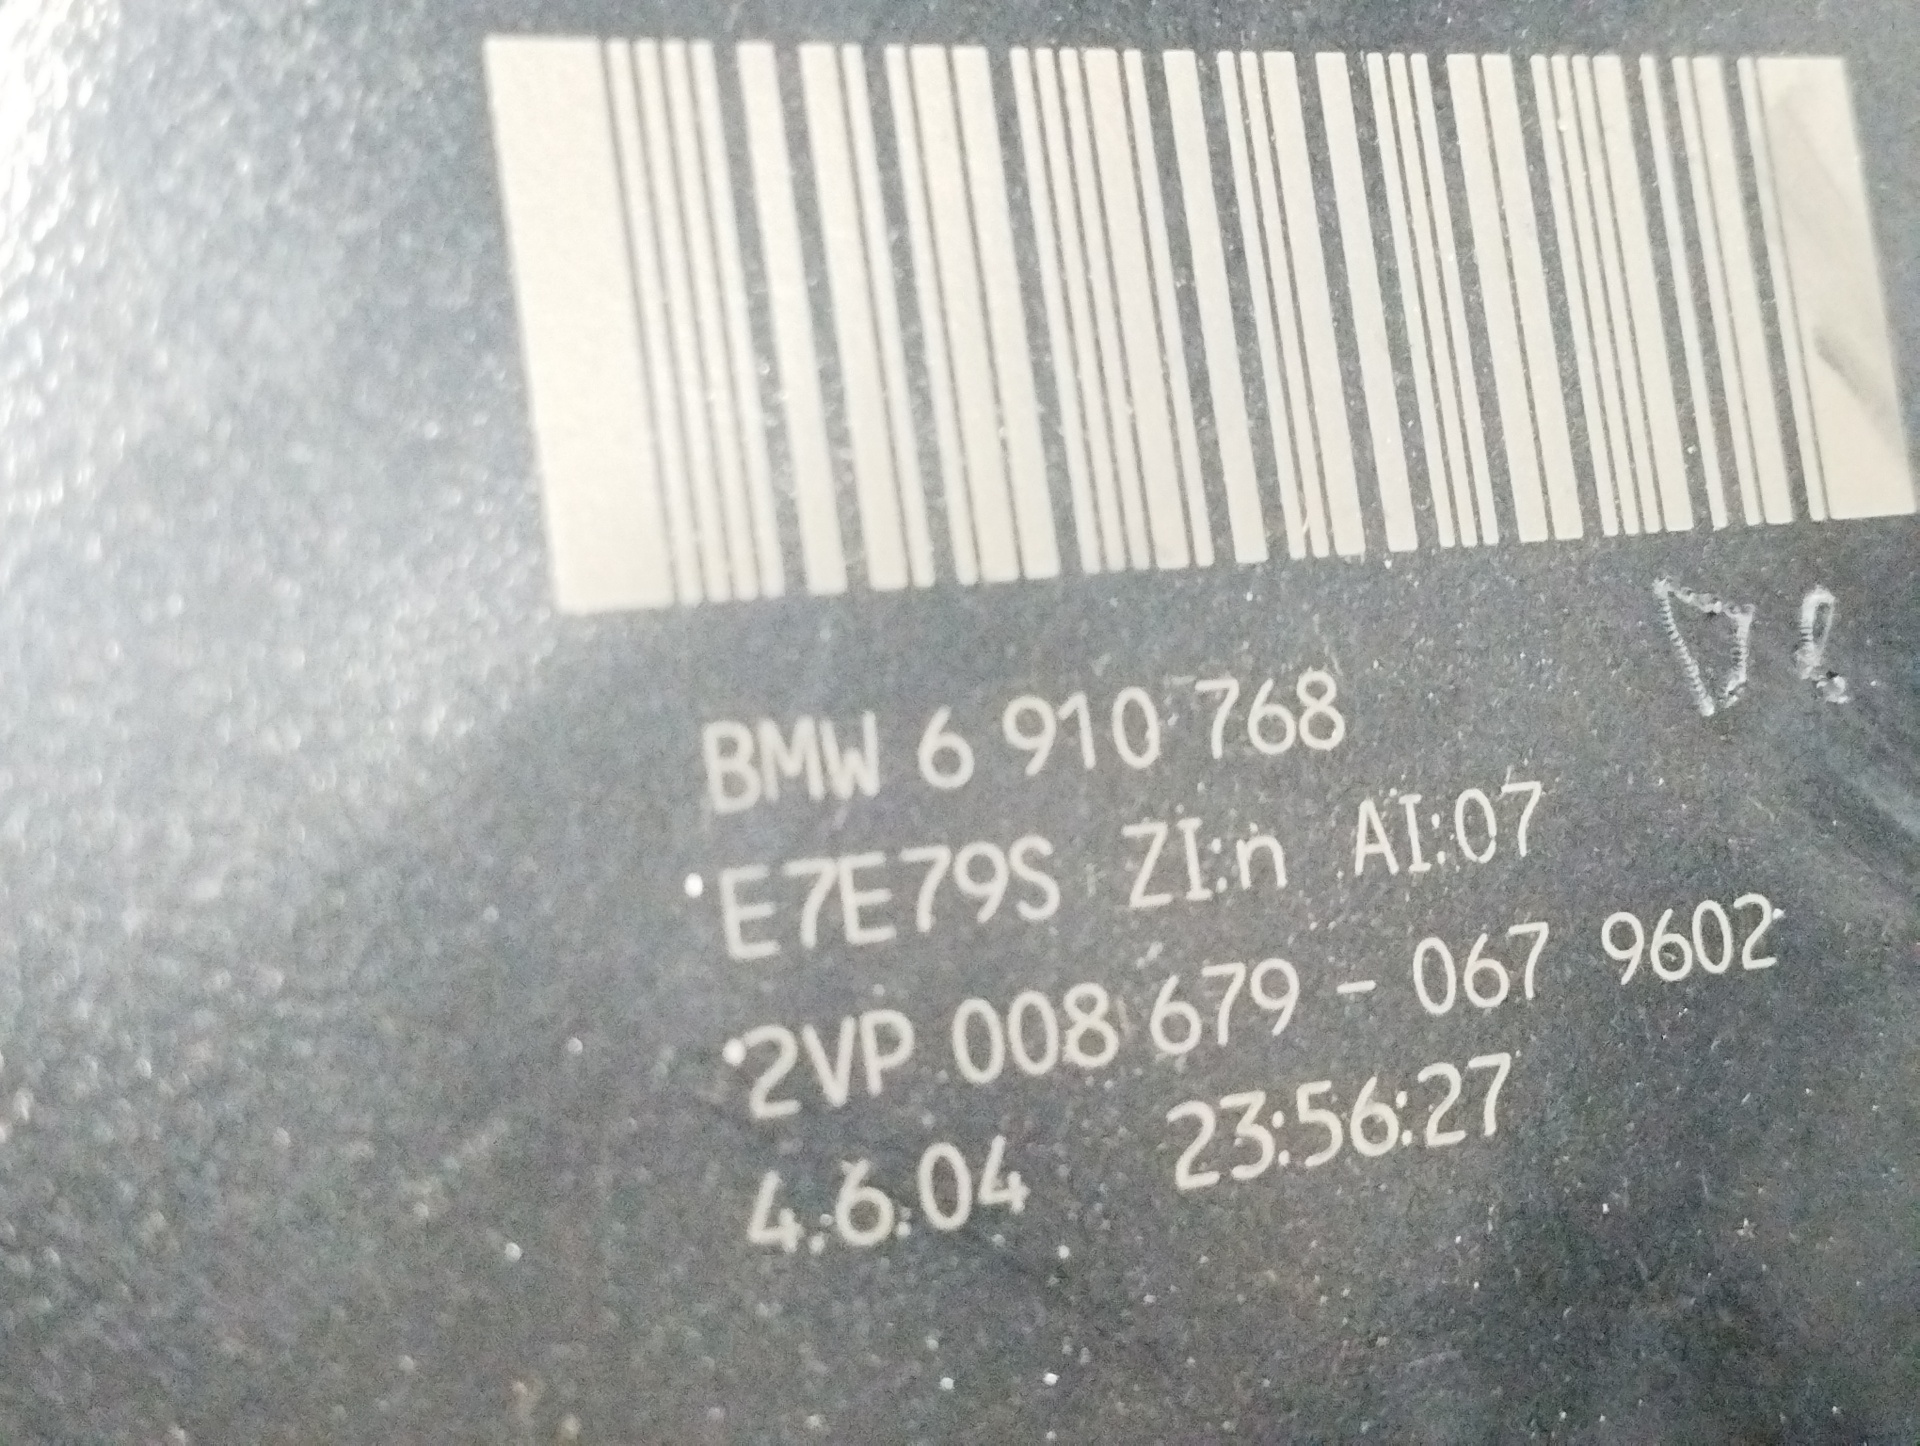 BMW 6 910 768
E7E79S ZI:n AI:07
2VP 008 679 - 067 9602
4.6.04 23:56:27